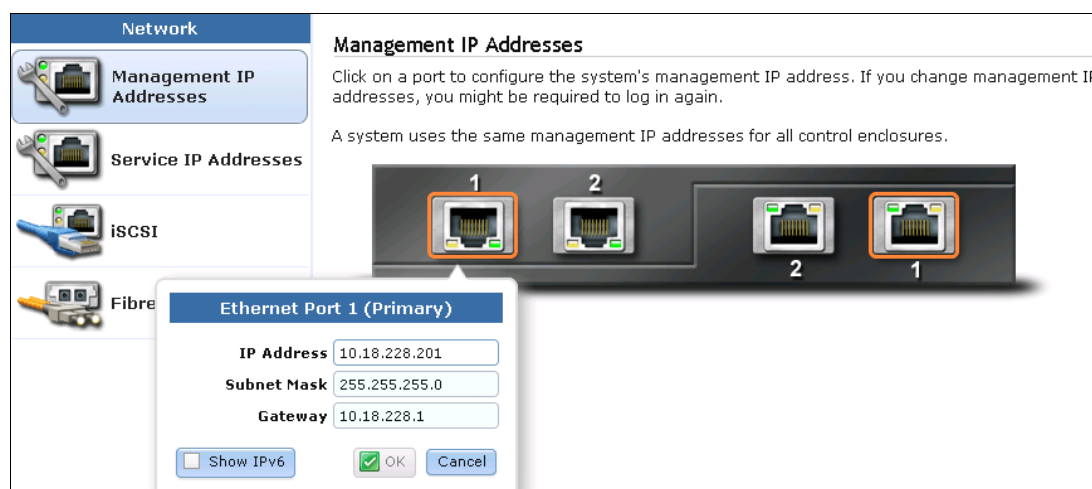 Network
Management IP
Addresses
Service IP Addresses
iSCSI
Fibre
Management IP Addresses
Click on a port to configure the system's management IP address. If you change management IP
addresses, you might be required to log in again.
A system uses the same management IP addresses for all control enclosures.
1
2
2
1
Ethernet Port 1 (Primary)
IP Address 10.18.228.201
Subnet Mask 255.255.255.0
Gateway 10.18.228.1
Show IPv6 OK Cancel